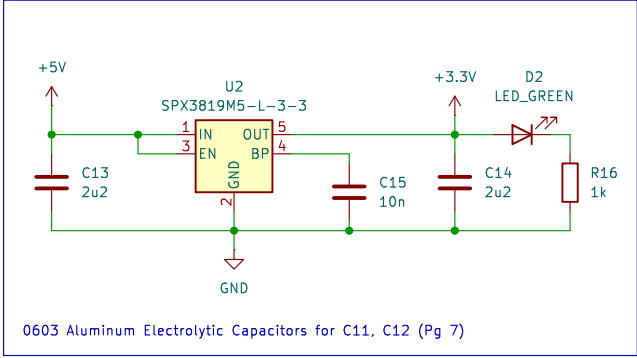 +5V
U2
SPX3819M5-L-3-3
+3.3V
D2
LED_GREEN
1 IN OUT 5
3 EN BP 4
GND
2
C13
2u2
C15
10n
C14
2u2
R16
1k
GND
0603 Aluminum Electrolytic Capacitors for C11, C12 (Pg 7)